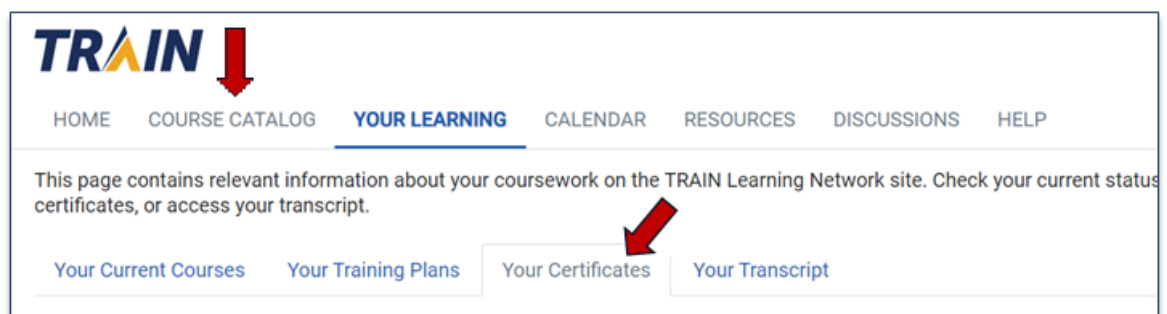 TRAIN
HOME COURSE CATALOG YOUR LEARNING CALENDAR RESOURCES DISCUSSIONS HELP
This page contains relevant information about your coursework on the TRAIN Learning Network site. Check your current status
certificates, or access your transcript.
Your Current Courses Your Training Plans Your Certificates Your Transcript